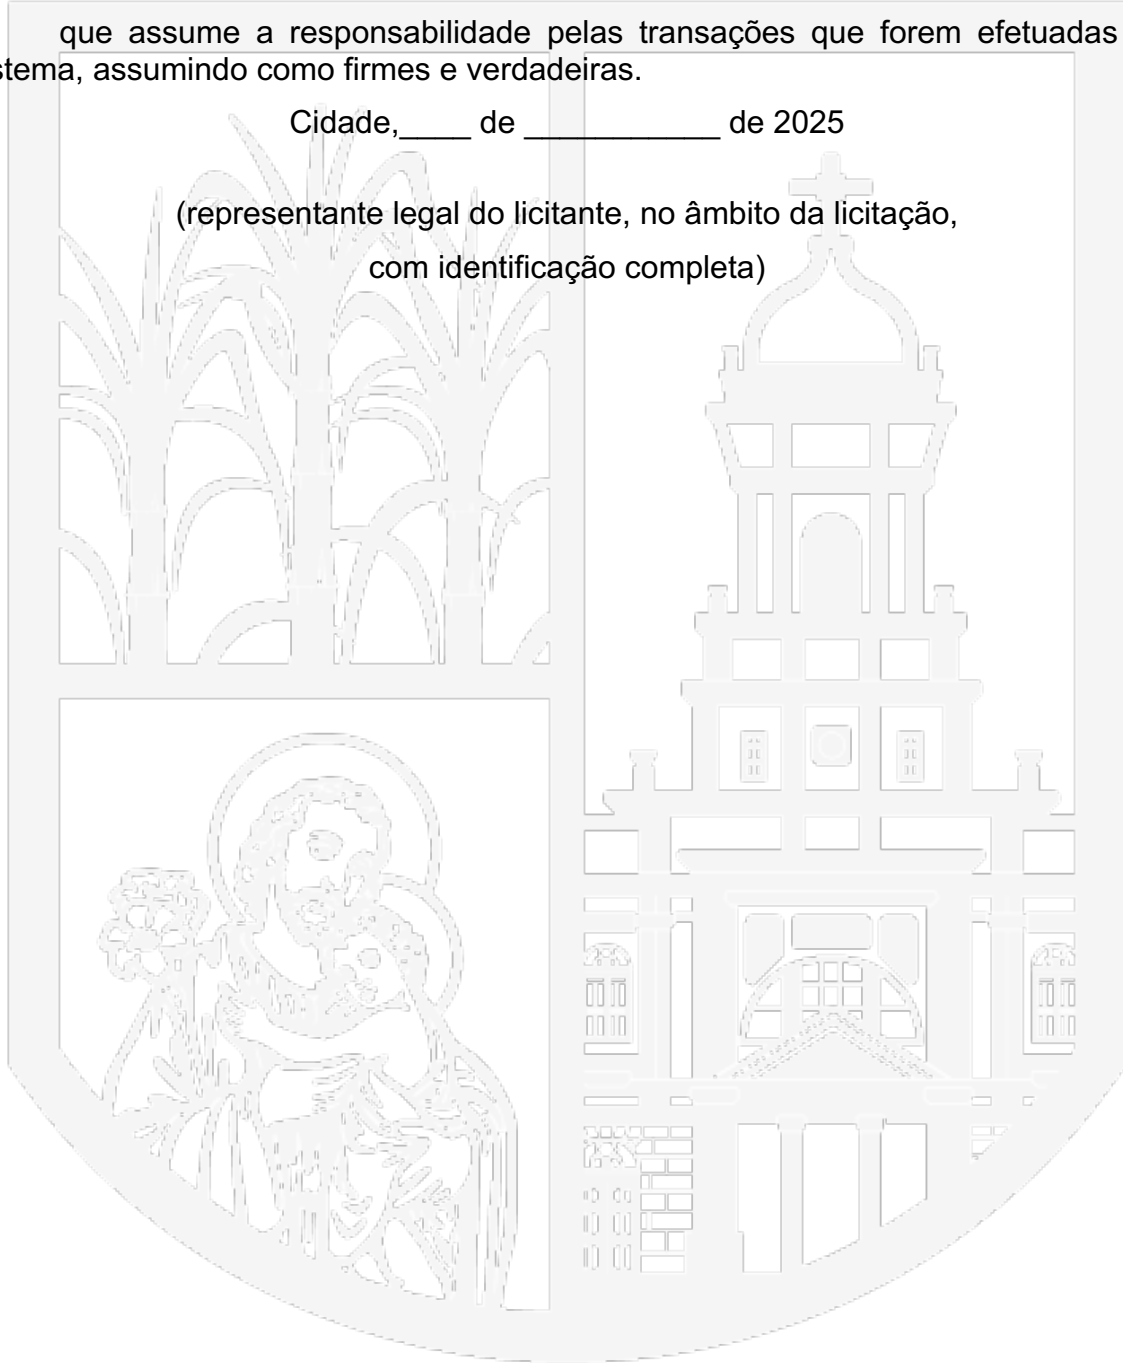 que assume a responsabilidade pelas transações que forem efetuadas
stema, assumindo como firmes e verdadeiras.
Cidade,____ de ___________ de 2025
(representante legal do licitante, no âmbito da licitação,
com identificação completa)